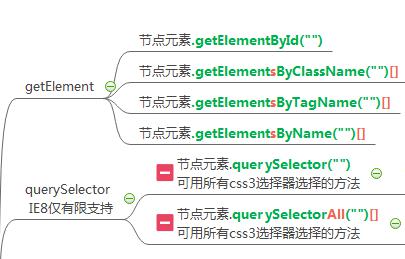 节点元素.getElementById("")
getElement
节点元素.getElementsByClassName("")[]
节点元素.getElementsByTagName("")[]
节点元素.getElementsByName("")[]
querySelector
IE8仅有限支持
节点元素.querySelector("")
可用所有css3选择器选择的方法
节点元素.querySelectorAll("")[]
可用所有css3选择器选择的方法